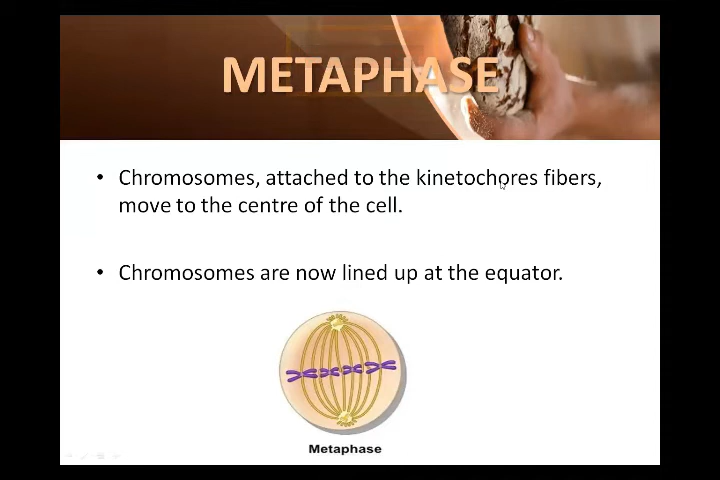 METAPHASE
• Chromosomes, attached to the kinetochores fibers,
move to the centre of the cell.
• Chromosomes are now lined up at the equator.
Metaphase